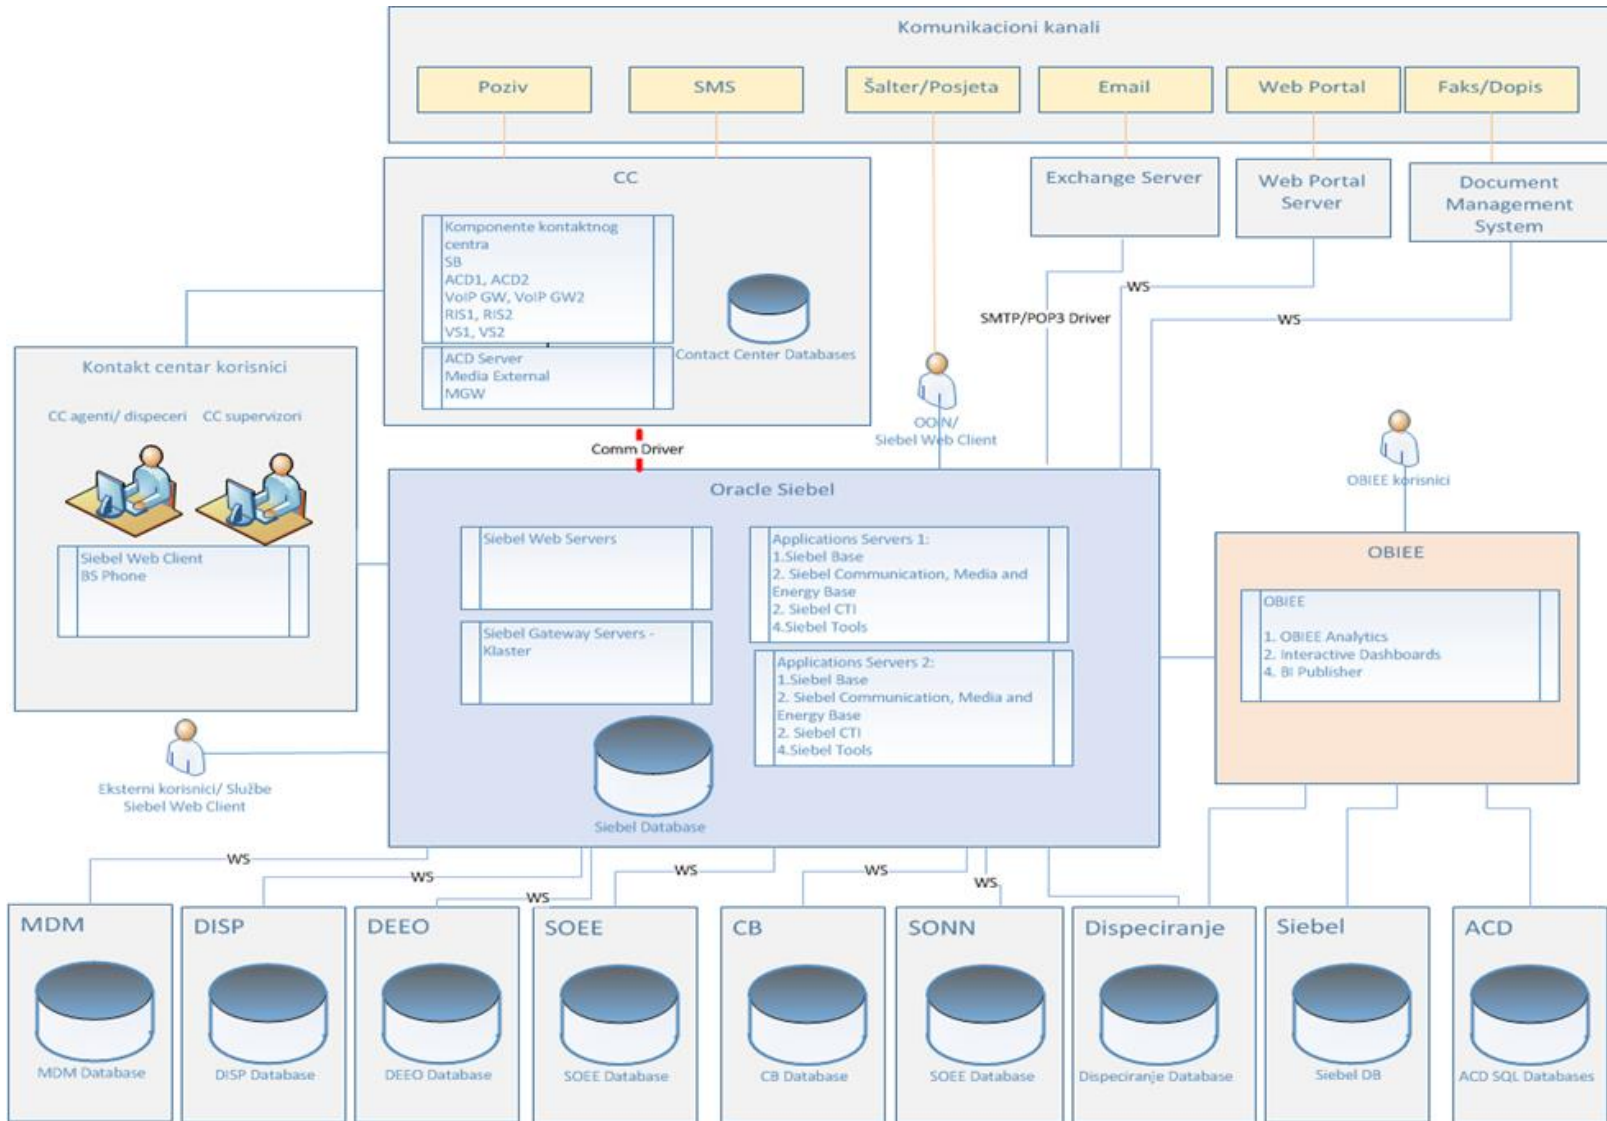 Komunikacioni kanali
Poziv
SMS
Šalter/Posjeta
Email
Web Portal
Faks/Dopis
CC
Komponente kontaktnog
centra
SB
ACD1, ACD2
VoIP GW, VoIP GW2
RIS1, RIS2
VS1, VS2
ACD Server
Media External
MGW
Contact Center Databases
Exchange Server
Web Portal
Server
Document
Management
System
WS
SMTP/POP3 Driver
WS
Kontakt centar korisnici
CC agenti/ dispeceri
CC supervizori
Siebel Web Client
BS Phone
Comm Driver
OOiN/
Siebel Web Client
OBIEE korisnici
Oracle Siebel
Siebel Web Servers
Siebel Gateway Servers -
Klaster
Applications Servers 1:
1.Siebel Base
2. Siebel Communication, Media and
Energy Base
2. Siebel CTI
4.Siebel Tools
Applications Servers 2:
1.Siebel Base
2. Siebel Communication, Media and
Energy Base
2. Siebel CTI
4.Siebel Tools
Siebel Database
OBIEE
OBIEE
1. OBIEE Analytics
2. Interactive Dashboards
4. BI Publisher
Eksterni korisnici/ Službe
Siebel Web Client
WS
WS
WS
WS
WS
WS
MDM
MDM Database
DISP
DISP Database
DEEO
DEEO Database
SOEE
SOEE Database
CB
CB Database
SONN
SOEE Database
Dispeciranje
Dispeciranje Database
Siebel
Siebel DB
ACD
ACD SQL Databases